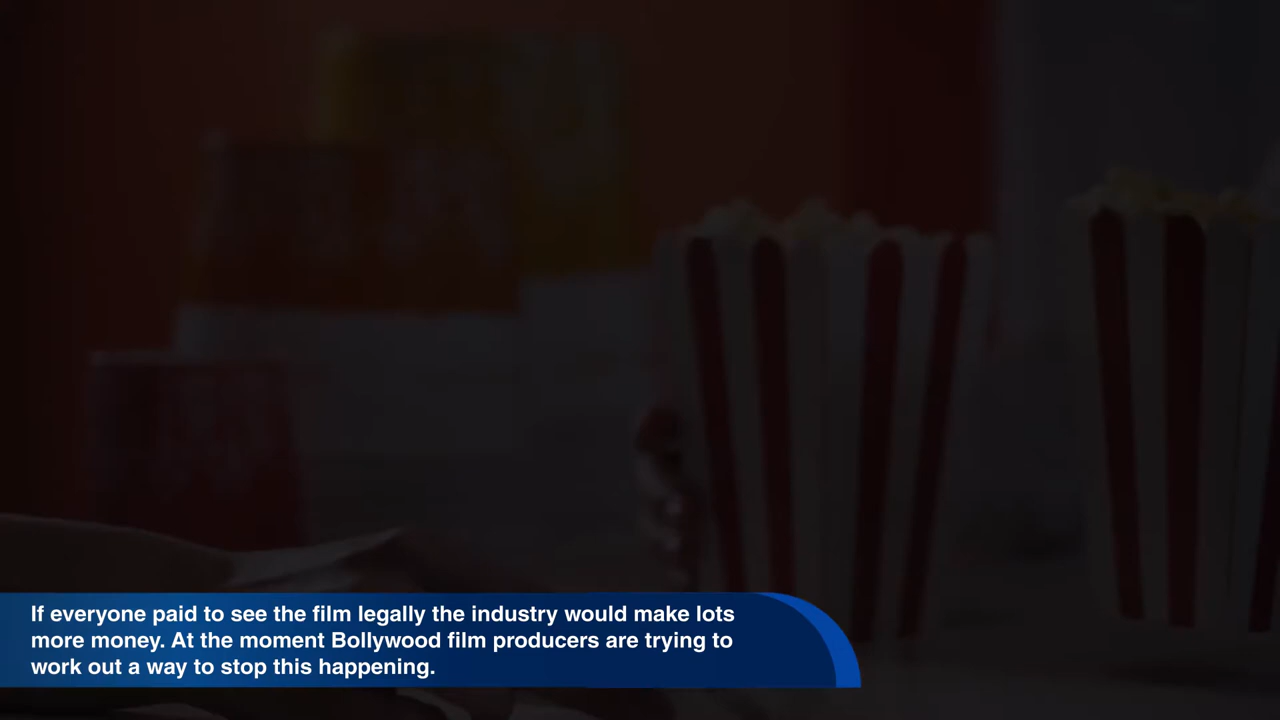 If everyone paid to see the film legally the industry would make lots
more money. At the moment Bollywood film producers are trying to
work out a way to stop this happening.